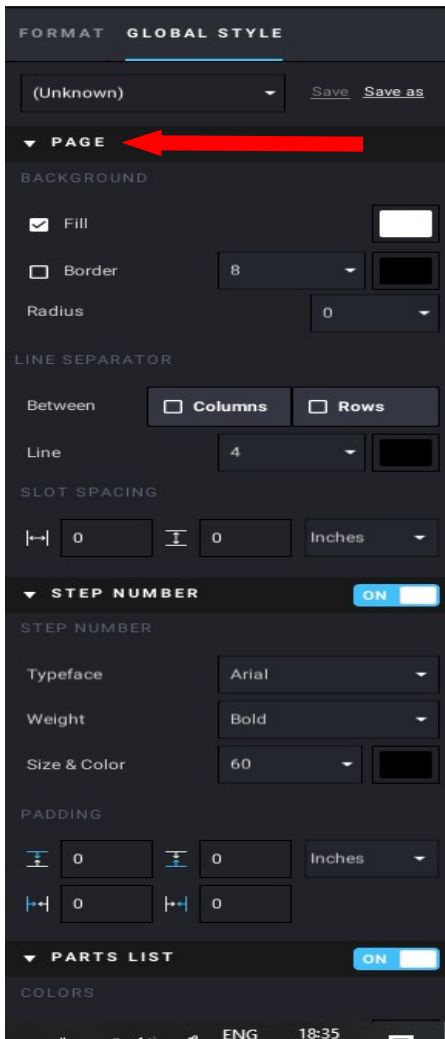 FORMAT GLOBAL STYLE
(Unknown) Save Save as
PAGE
BACKGROUND
Fill
Border 8
Radius 0
LINE SEPARATOR
Between Columns Rows
Line 4
SLOT SPACING
0 0 Inches
STEP NUMBER ON
STEP NUMBER
Typeface Arial
Weight Bold
Size & Color 60
PADDING
0 0 Inches
0 0
PARTS LIST ON
COLORS
ENG 18:35